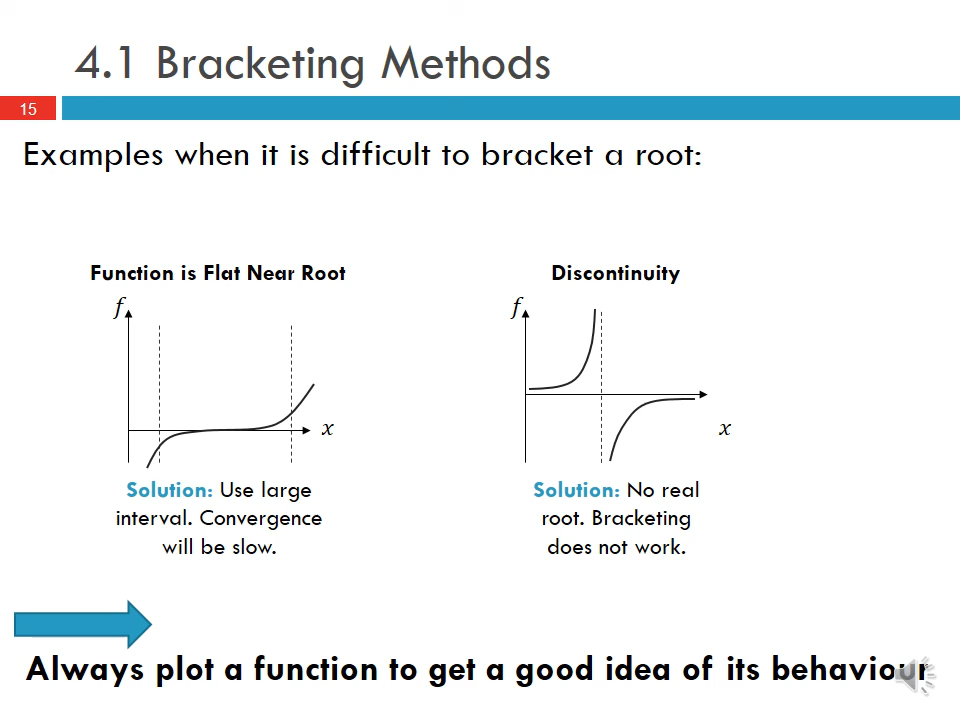 4.1 Bracketing Methods
15
Examples when it is difficult to bracket a root:
Function is Flat Near Root
f
x
Solution: Use large
interval. Convergence
will be slow.
Discontinuity
f
x
Solution: No real
root. Bracketing
does not work.
Always plot a function to get a good idea of its behaviour